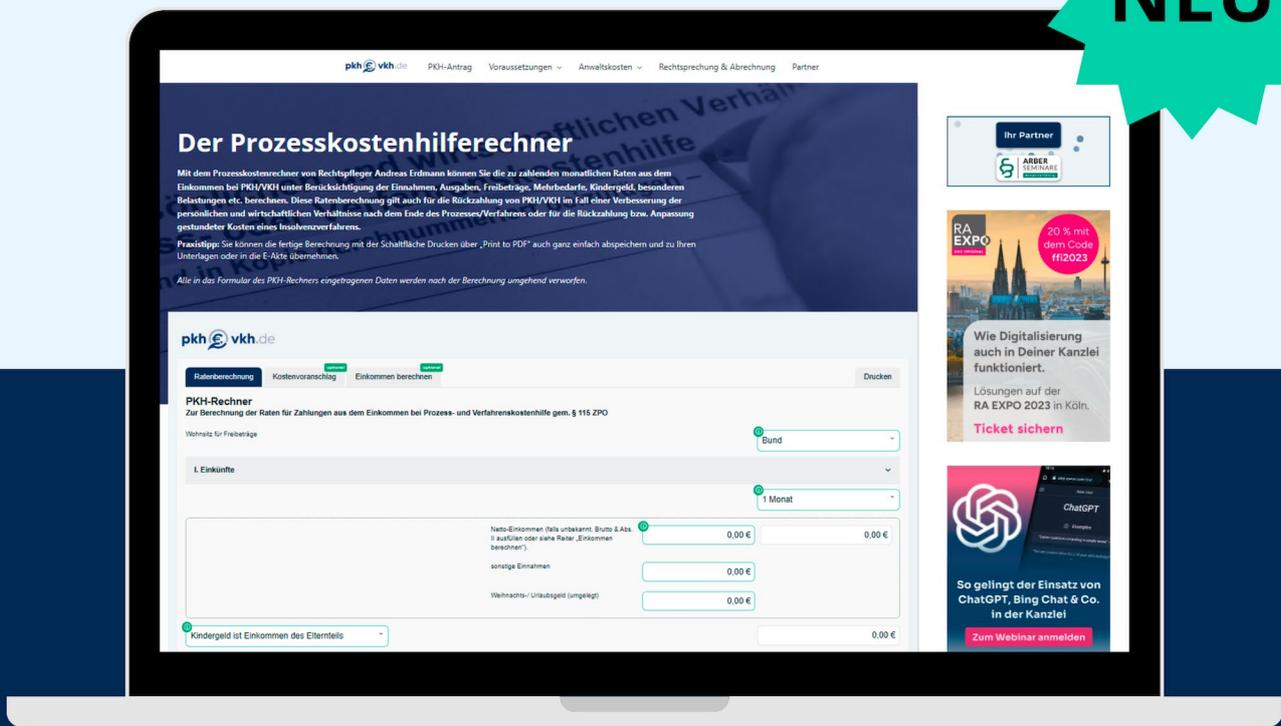 NEU
pkh vkh.de
PKH-Antrag
Voraussetzungen
Anwaltskosten
Rechtsprechung & Abrechnung
Partner
Der Prozesskostenhilferechner
Mit dem Prozesskostenrechner von Rechtspfleger Andreas Erdmann können Sie die zu zahlenden monatlichen Raten aus dem
Einkommen bei PKH/VKH unter Berücksichtigung der Einnahmen, Ausgaben, Freibeträge, Mehrbedarfe, Kindergeld, besonderen
Belastungen etc. berechnen. Diese Ratenberechnung gilt auch für die Rückzahlung von PKH/VKH im Fall einer Verbesserung der
persönlichen und wirtschaftlichen Verhältnisse nach dem Ende des Prozesses/Verfahrens oder für die Rückzahlung bzw. Anpassung
gestundeter Kosten eines Insolvenzverfahrens.
Praxistipp: Sie können die fertige Berechnung mit der Schaltfläche Drucken über „Print to PDF" auch ganz einfach abspeichern und zu Ihren
Unterlagen oder in die E-Akte übernehmen.
Alle in das Formular des PKH-Rechners eingetragenen Daten werden nach der Berechnung umgehend verworfen.
pkh € vkh.de
Ratenberechnung
Kostenvoranschlag
optional
Einkommen berechnen
optional
Drucken
PKH-Rechner
Zur Berechnung der Raten für Zahlungen aus dem Einkommen bei Prozess- und Verfahrenskostenhilfe gem. § 115 ZPO
Wohnsitz für Freibeträge
Bund
I. Einkünfte
1 Monat
Netto-Einkommen (falls unbekannt, Brutto & Abs.
II ausfüllen oder siehe Reiter „Einkommen
berechnen").
0,00 €
0,00 €
sonstige Einnahmen
0,00 €
Weihnachts-/ Urlaubsgeld (umgelegt)
0,00 €
Kindergeld ist Einkommen des Elternteils
0,00 €
Ihr Partner
ARBER
SEMINARE
RA
EXPO
20 % mit
dem Code
ffi2023
Wie Digitalisierung
auch in Deiner Kanzlei
funktioniert.
Lösungen auf der
RA EXPO 2023 in Köln.
Ticket sichern
ChatGPT
Examples
So gelingt der Einsatz von
ChatGPT, Bing Chat & Co.
in der Kanzlei
Zum Webinar anmelden